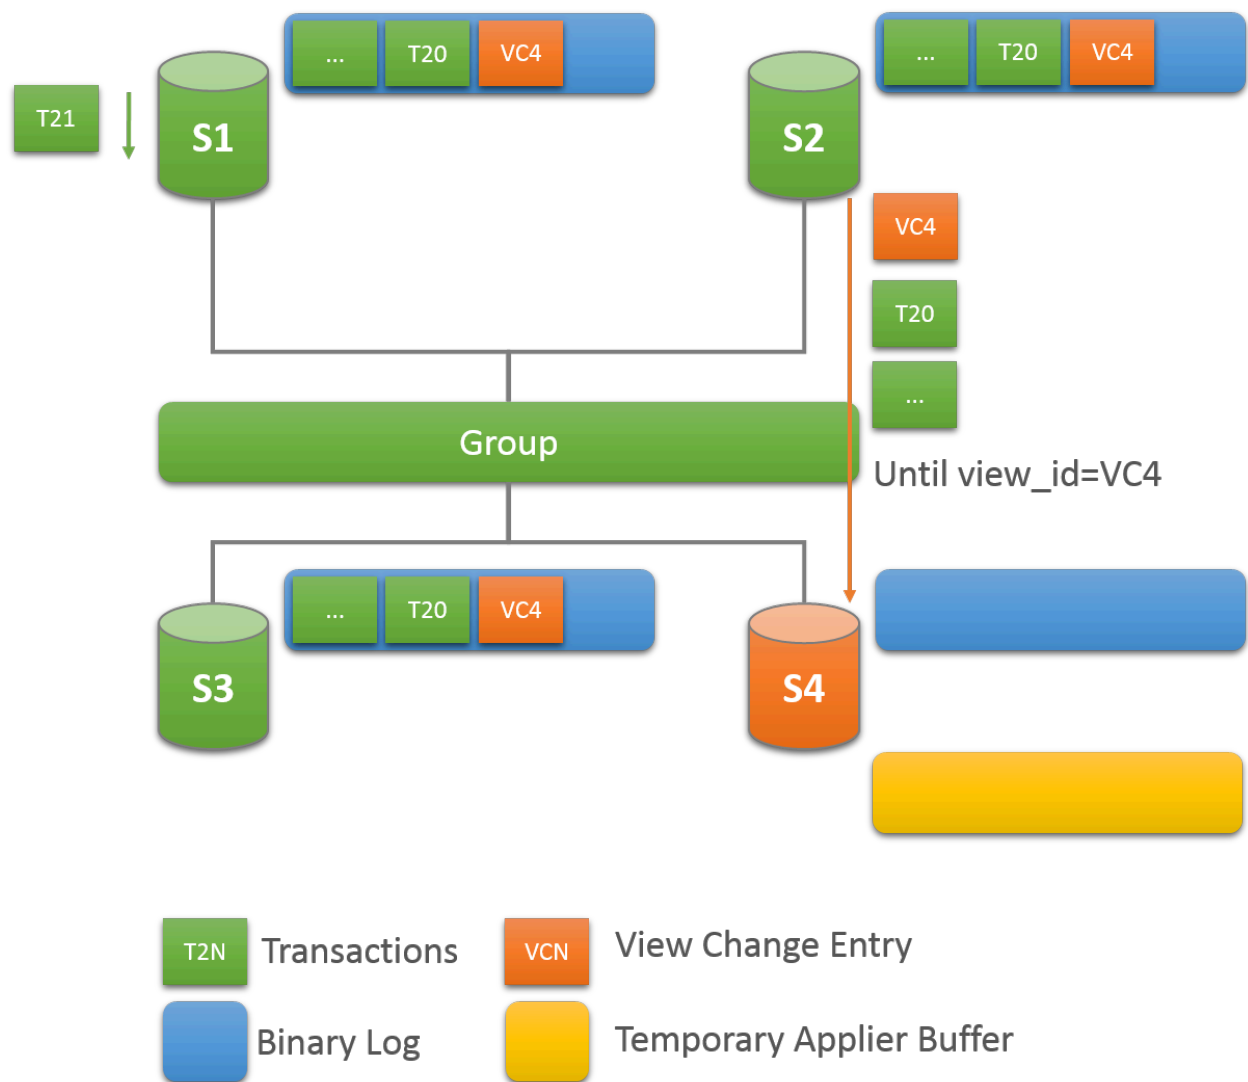 ... T20 VC4
... T20 VC4
T21
S1
S2
VC4
T20
...
Group
Until view_id=VC4
... T20 VC4
S3
S4
T2N Transactions
VCN View Change Entry
Binary Log
Temporary Applier Buffer